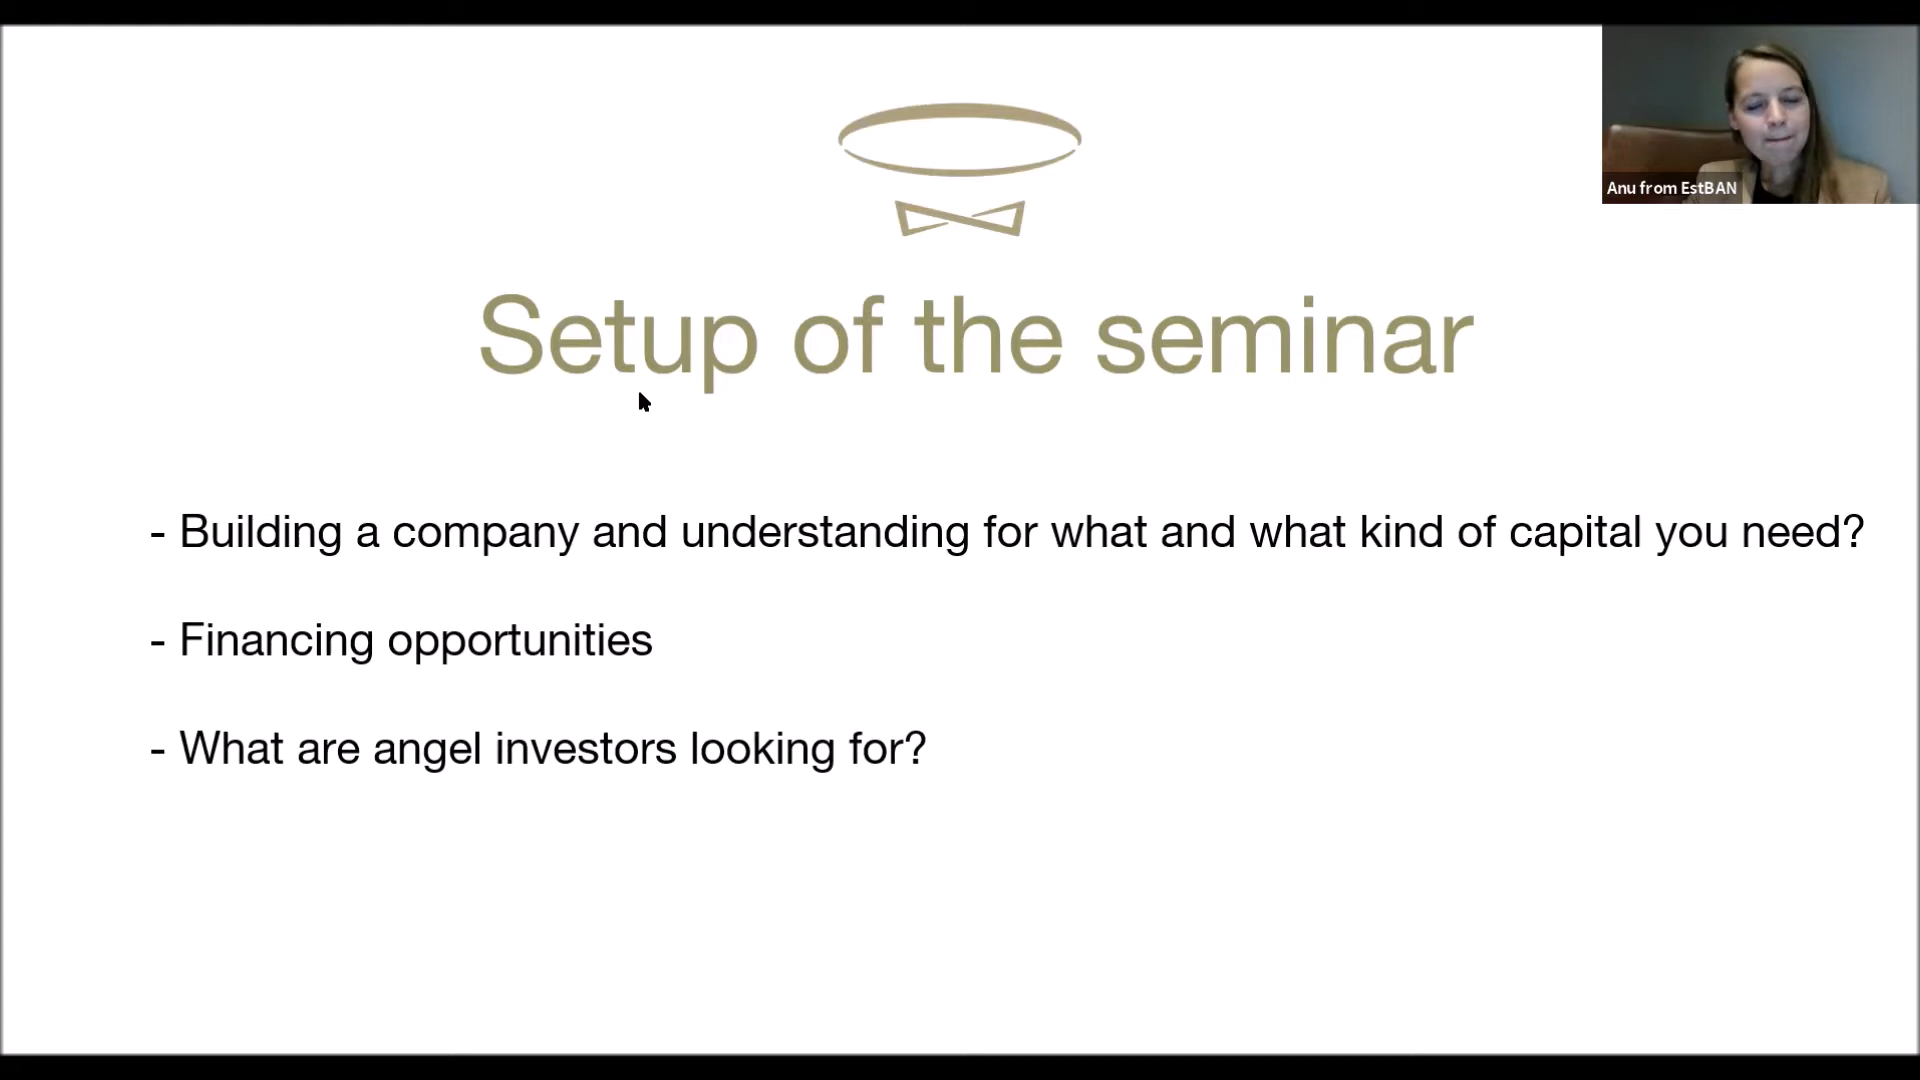 Anu from EstBAN
Setup of the seminar
- Building a company and understanding for what and what kind of capital you need?
- Financing opportunities
- What are angel investors looking for?